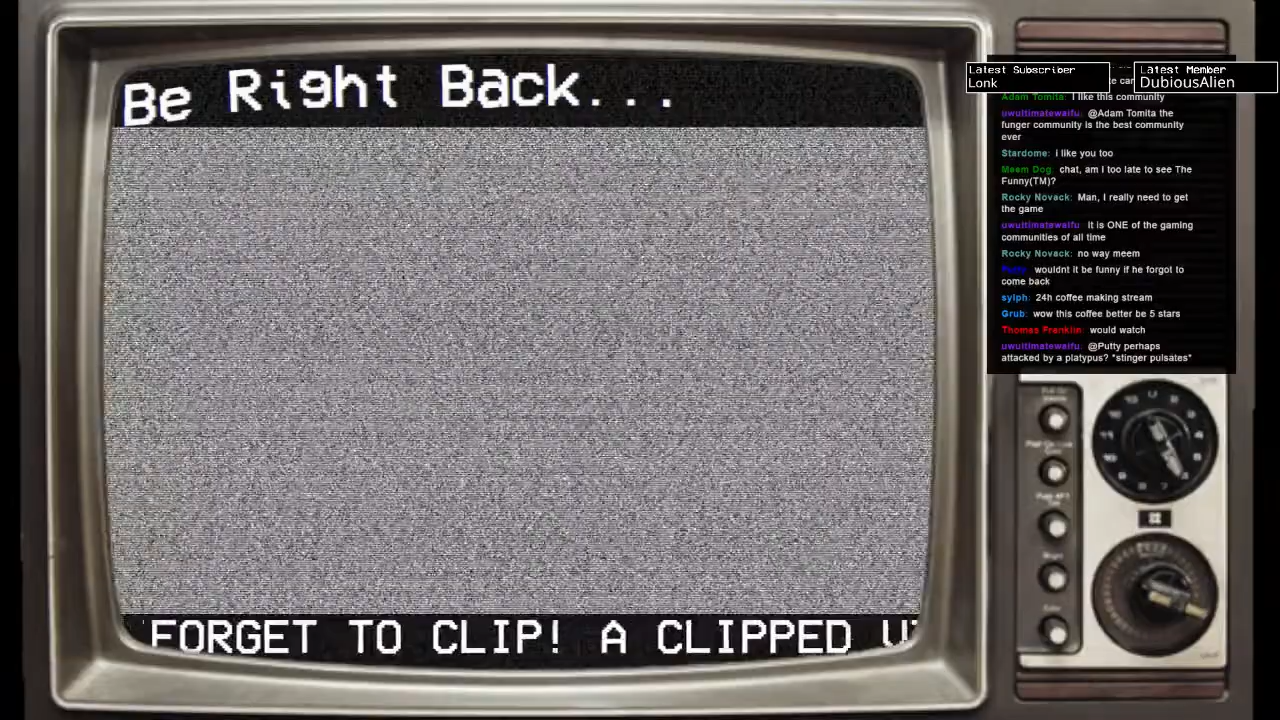 Be Right Back...
Latest Subscriber
Lonk
Latest Member
DubiousAlien
Adam Tomita: I like this community
uwultimatewaifu: @Adam Tomita the
funger community is the best community
ever
Stardome: i like you too
Meem Dog: chat, am I too late to see The
Funny(TM)?
Rocky Novack: Man, I really need to get
the game
uwultimatewaifu: It is ONE of the gaming
communities of all time
Rocky Novack: no way meem
Putty: wouldnt it be funny if he forgot to
come back
sylph: 24h coffee making stream
Grub: wow this coffee better be 5 stars
Thomas Franklin: would watch
uwultimatewaifu: @Putty perhaps
attacked by a platypus? *stinger pulsates*
FORGET TO CLIP! A CLIPPED